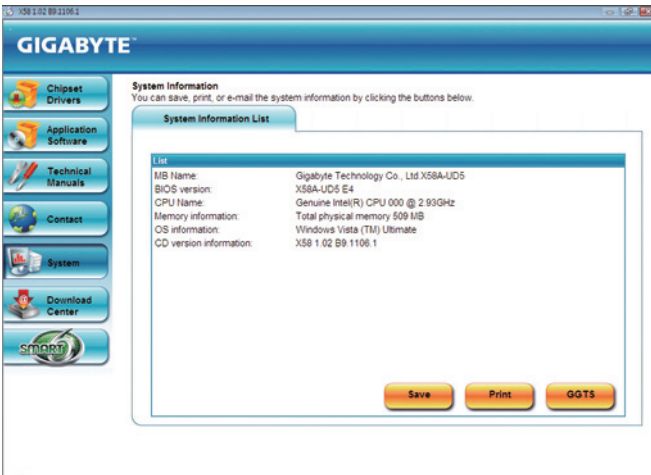 X58 1.02 B9.1106.1
GIGABYTE™
Chipset
Drivers
Application
Software
Technical
Manuals
Contact
System
Download
Center
SMART 6
System Information
You can save, print, or e-mail the system information by clicking the buttons below.
System Information List
List
MB Name: Gigabyte Technology Co., Ltd.X58A-UD5
BIOS version: X58A-UD5 E4
CPU Name: Genuine Intel(R) CPU 000 @ 2.93GHz
Memory information: Total physical memory 509 MB
OS information: Windows Vista (TM) Ultimate
CD version information: X58 1.02 B9.1106.1
Save Print GGTS